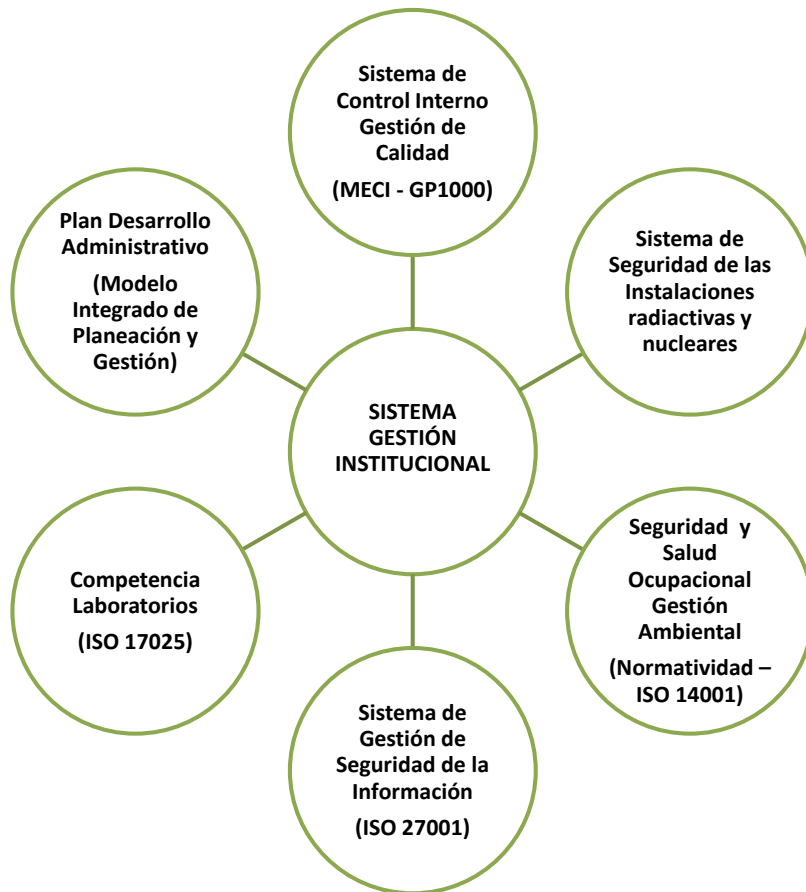 Sistema de
Control Interno
Gestión de
Calidad
(MECI - GP1000)
Plan Desarrollo
Administrativo
(Modelo
Integrado de
Planeación y
Gestión)
Sistema de
Seguridad de las
Instalaciones
radiactivas y
nucleares
SISTEMA
GESTIÓN
INSTITUCIONAL
Competencia
Laboratorios
(ISO 17025)
Seguridad y
Salud
Ocupacional
Gestión
Ambiental
(Normatividad –
ISO 14001)
Sistema de
Gestión de
Seguridad de la
Información
(ISO 27001)